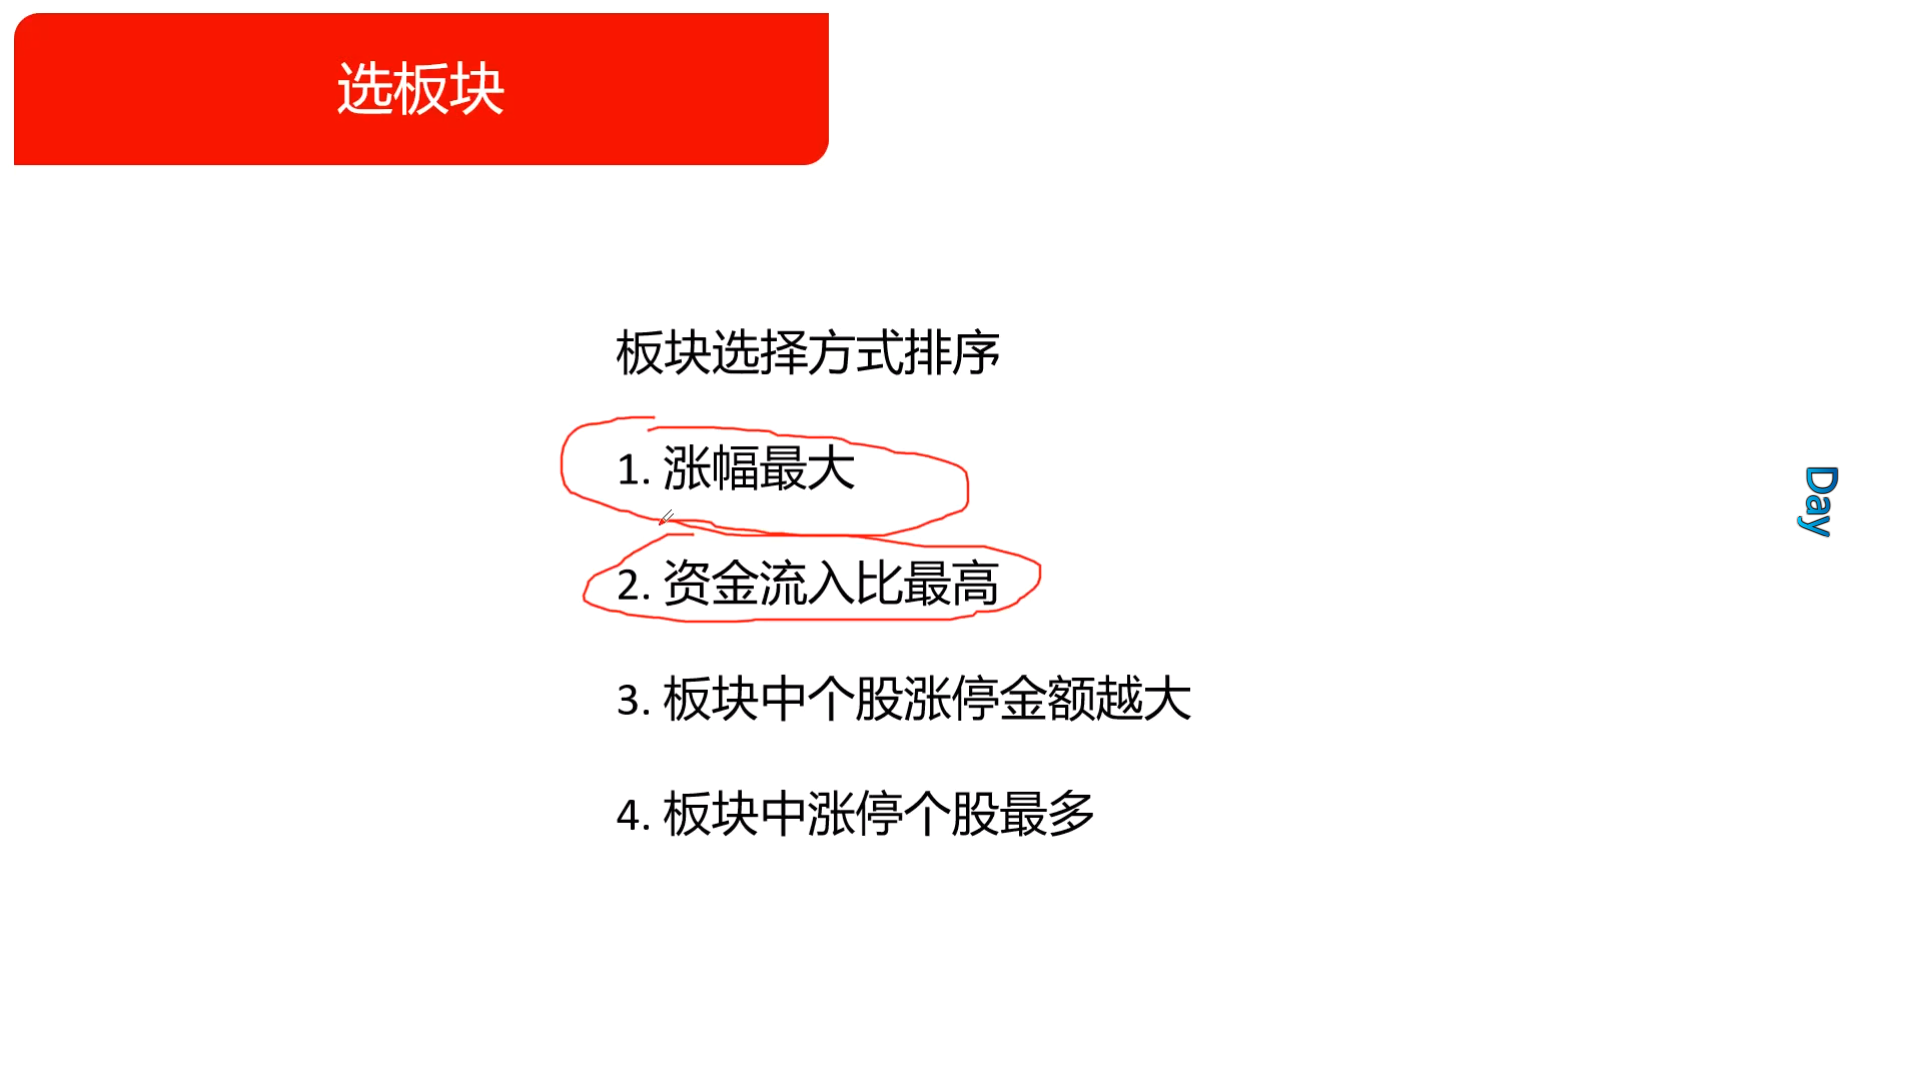 选板块
板块选择方式排序
1. 涨幅最大
2. 资金流入比最高
3. 板块中个股涨停金额越大
4. 板块中涨停个股最多
Day